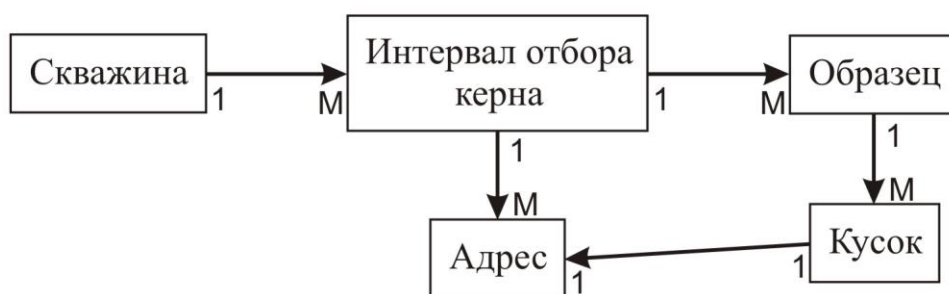 Скважина
1
М
Интервал отбора
керна
1
М
Образец
1
М
1
М
Адрес
1
1
Кусок